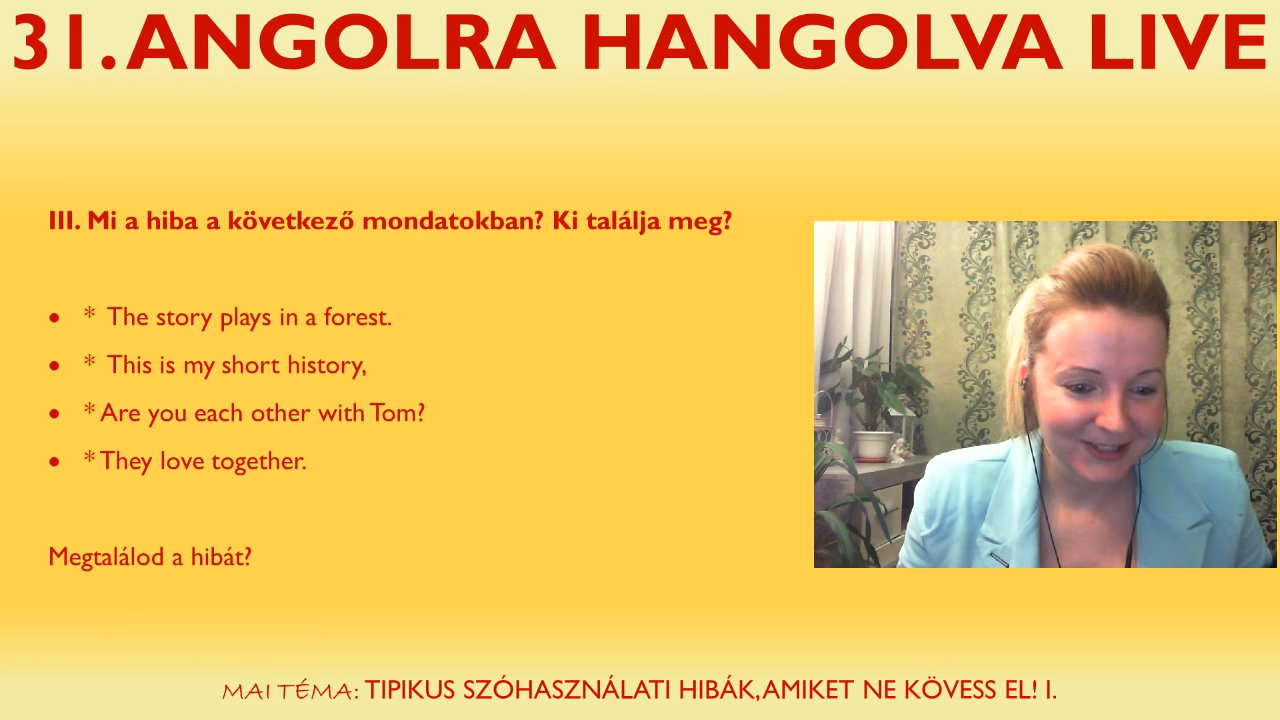 31. ANGOLRA HANGOLVA LIVE
III. Mi a hiba a következő mondatokban? Ki találja meg?
• * The story plays in a forest.
• * This is my short history,
• * Are you each other with Tom?
• * They love together.
Megtalálod a hibát?
MAI TÉMA: TIPIKUS SZÓHASZNÁLATI HIBÁK, AMIKET NE KÖVESS EL! I.